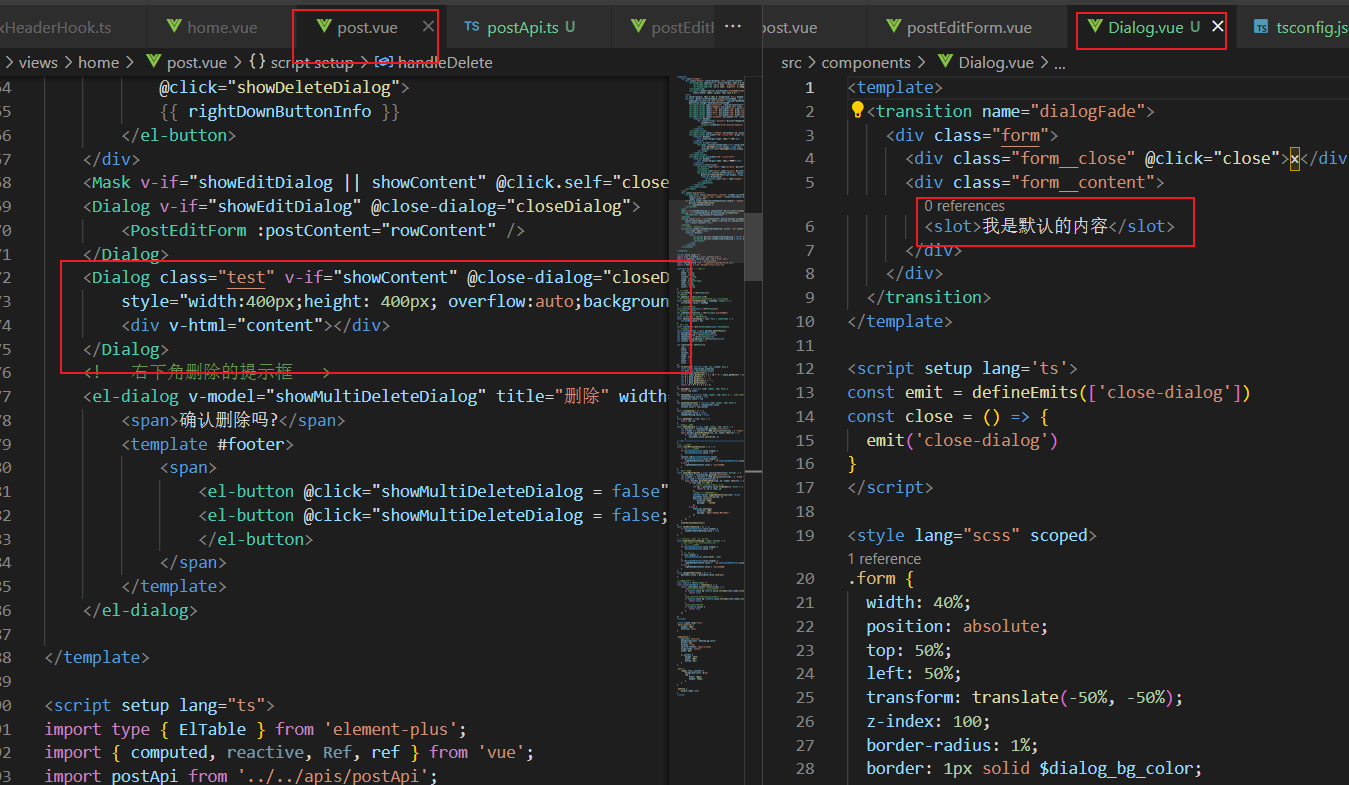 xHeaderHook.ts home.vue post.vue TS postApi.ts U postEditF ... post.vue postEditForm.vue Dialog.vue U TS tsconfig.js
> views > home > post.vue > {} script setup > handleDelete
64 @click="showDeleteDialog">
65 {{ rightDownButtonInfo }}
66 </el-button>
67 </div>
68 <Mask v-if="showEditDialog || showContent" @click.self="close
69 <Dialog v-if="showEditDialog" @close-dialog="closeDialog">
70 <PostEditForm :postContent="rowContent" />
71 </Dialog>
72 <Dialog class="test" v-if="showContent" @close-dialog="closeD
73 style="width:400px;height: 400px; overflow:auto;backgroun
74 <div v-html="content"></div>
75 </Dialog>
76 <!-- 右下角删除的提示框 -->
77 <el-dialog v-model="showMultiDeleteDialog" title="删除" width=
78 <span>确认删除吗?</span>
79 <template #footer>
80 <span>
81 <el-button @click="showMultiDeleteDialog = false"
82 <el-button @click="showMultiDeleteDialog = false;
83 </el-button>
84 </span>
85 </template>
86 </el-dialog>
87
88 </template>
89
90 <script setup lang="ts">
91 import type { ElTable } from 'element-plus';
92 import { computed, reactive, Ref, ref } from 'vue';
93 import postApi from '../../apis/postApi';
src > components > Dialog.vue > ...
1 <template>
2 <transition name="dialogFade">
3 <div class="form">
4 <div class="form__close" @click="close">×</div
5 <div class="form__content">
0 references
6 <slot>我是默认的内容</slot>
7 </div>
8 </div>
9 </transition>
10 </template>
11
12 <script setup lang='ts'>
13 const emit = defineEmits(['close-dialog'])
14 const close = () => {
15 emit('close-dialog')
16 }
17 </script>
18
19 <style lang="scss" scoped>
1 reference
20 .form {
21 width: 40%;
22 position: absolute;
23 top: 50%;
24 left: 50%;
25 transform: translate(-50%, -50%);
26 z-index: 100;
27 border-radius: 1%;
28 border: 1px solid $dialog_bg_color;